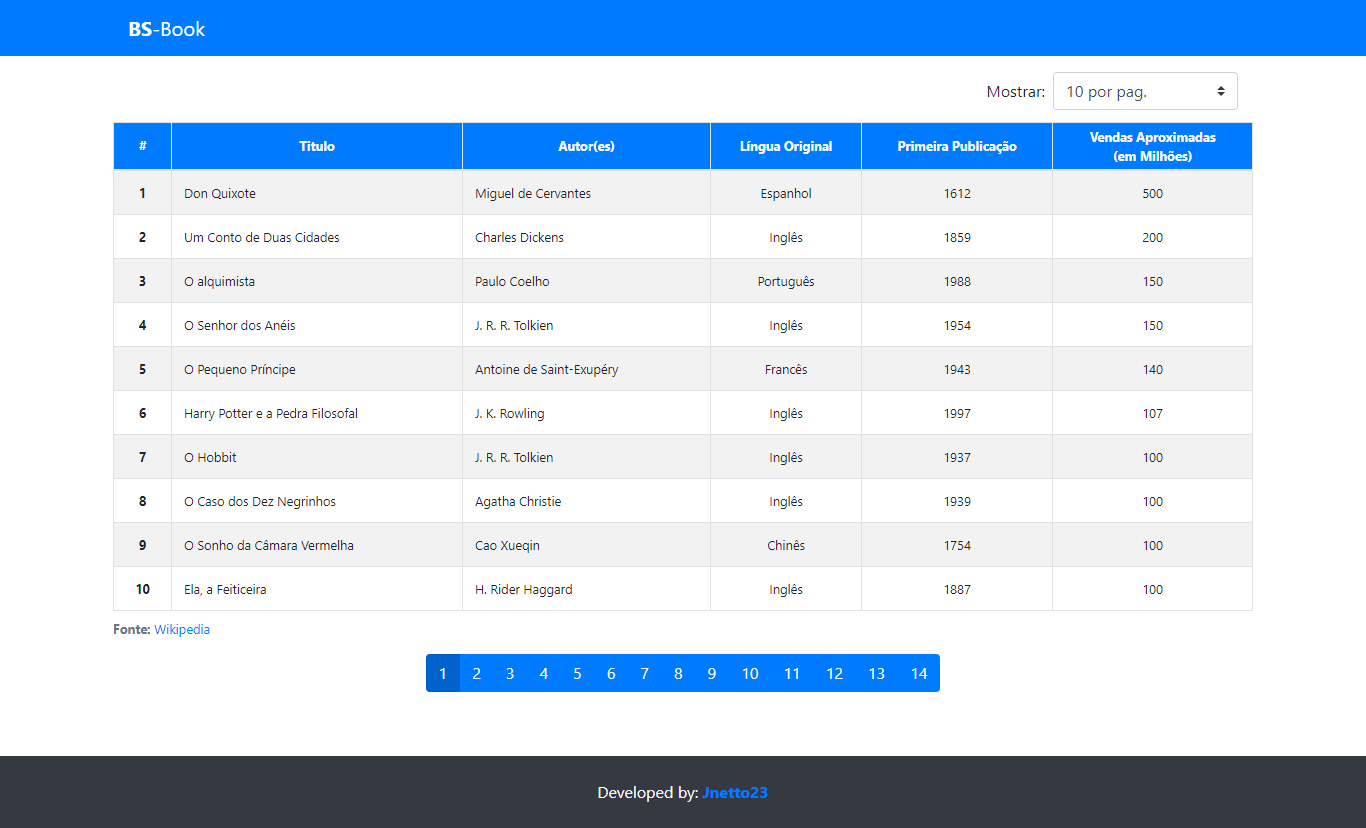 BS-Book
Mostrar: 10 por pag.
# Titulo Autor(es) Língua Original Primeira Publicação Vendas Aproximadas
(em Milhões)
1 Don Quixote Miguel de Cervantes Espanhol 1612 500
2 Um Conto de Duas Cidades Charles Dickens Inglês 1859 200
3 O alquimista Paulo Coelho Português 1988 150
4 O Senhor dos Anéis J. R. R. Tolkien Inglês 1954 150
5 O Pequeno Príncipe Antoine de Saint-Exupéry Francês 1943 140
6 Harry Potter e a Pedra Filosofal J. K. Rowling Inglês 1997 107
7 O Hobbit J. R. R. Tolkien Inglês 1937 100
8 O Caso dos Dez Negrinhos Agatha Christie Inglês 1939 100
9 O Sonho da Câmara Vermelha Cao Xueqin Chinês 1754 100
10 Ela, a Feiticeira H. Rider Haggard Inglês 1887 100
Fonte: Wikipedia
1 2 3 4 5 6 7 8 9 10 11 12 13 14
Developed by: Jnetto23